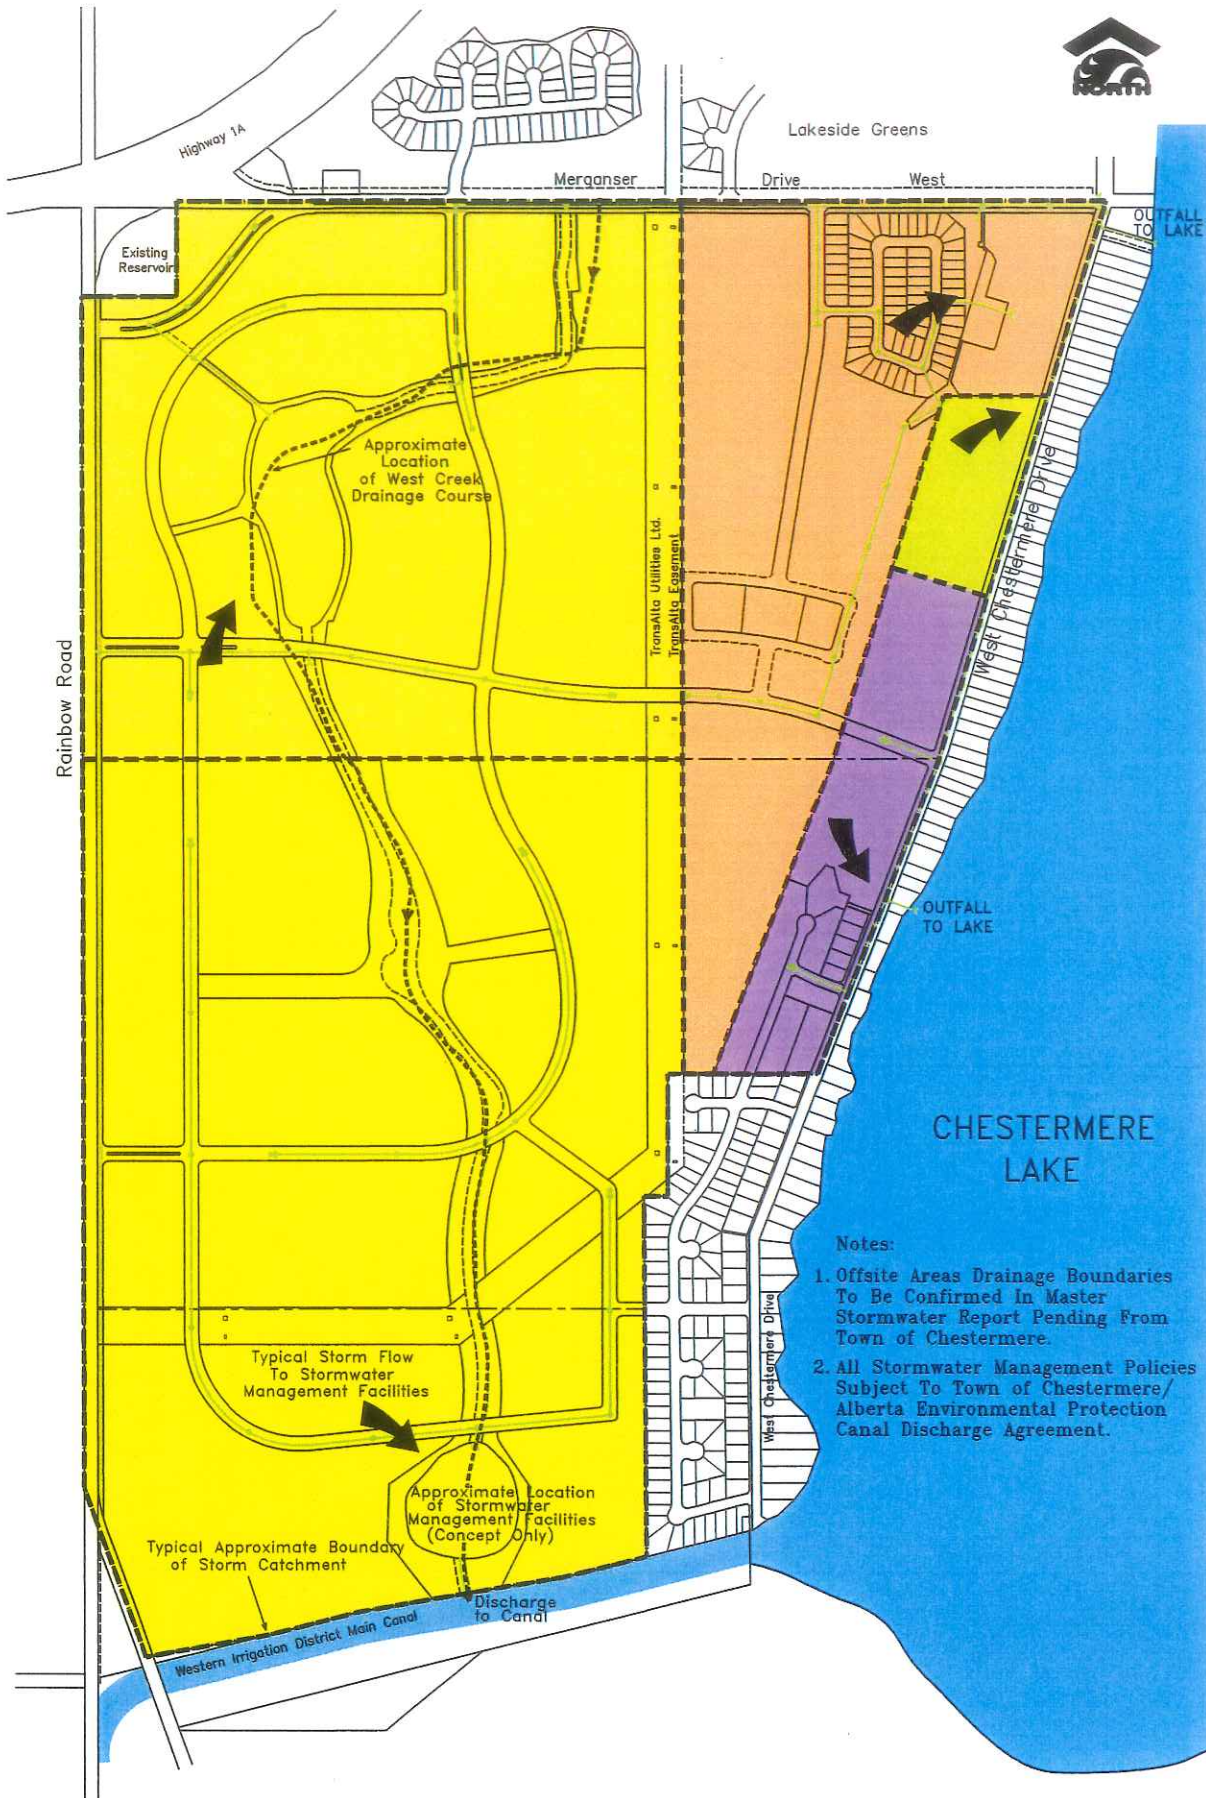 NORTH
Highway 1A
Lakeside Greens
Merganser Drive West
OUTFALL
TO LAKE
Existing
Reservoir
Approximate
Location
of West Creek
Drainage Course
TransAlta Utilities Ltd.
TransAlta Easement
West Chestermere Drive
Rainbow Road
OUTFALL
TO LAKE
CHESTERMERE
LAKE
Notes:
1. Offsite Areas Drainage Boundaries
To Be Confirmed In Master
Stormwater Report Pending From
Town of Chestermere.
2. All Stormwater Management Policies
Subject To Town of Chestermere/
Alberta Environmental Protection
Canal Discharge Agreement.
West Chestermere Drive
Typical Storm Flow
To Stormwater
Management Facilities
Approximate Location
of Stormwater
Management Facilities
(Concept Only)
Typical Approximate Boundary
of Storm Catchment
Discharge
to Canal
Western Irrigation District Main Canal